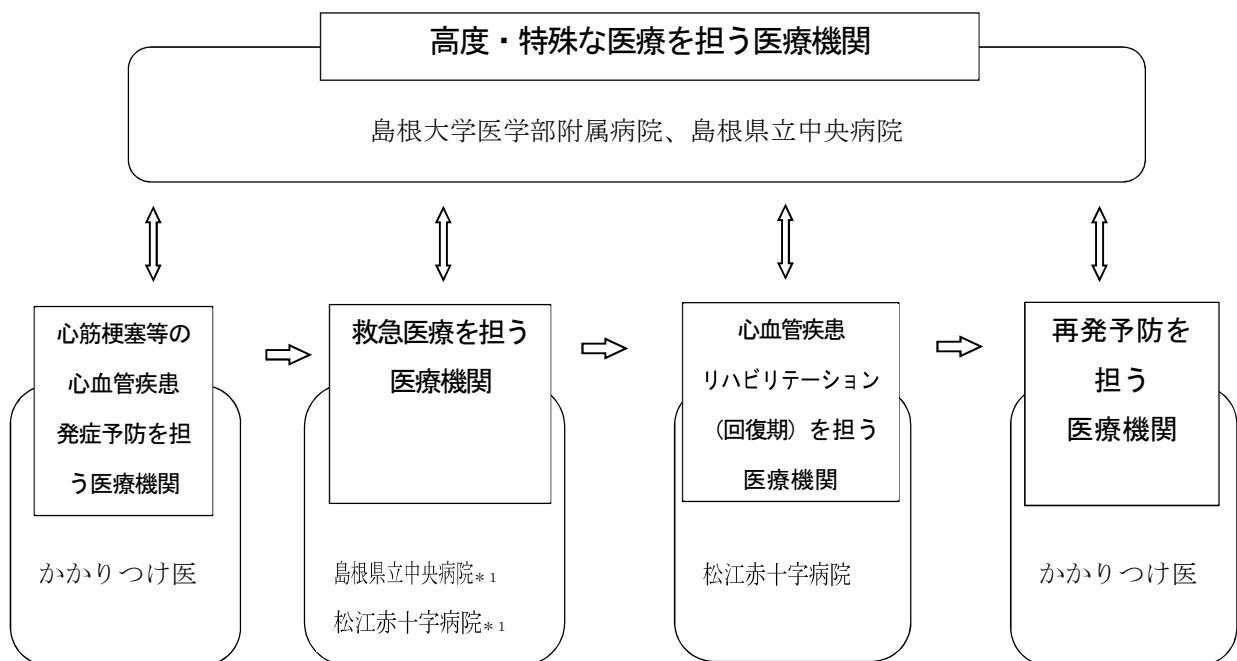 高度・特殊な医療を担う医療機関
島根大学医学部附属病院、島根県立中央病院
心筋梗塞等の
心血管疾患
発症予防を担
う医療機関
かかりつけ医
救急医療を担う
医療機関
島根県立中央病院＊1
松江赤十字病院＊1
心血管疾患
リハビリテーション
（回復期）を担う
医療機関
松江赤十字病院
再発予防を
担う
医療機関
かかりつけ医